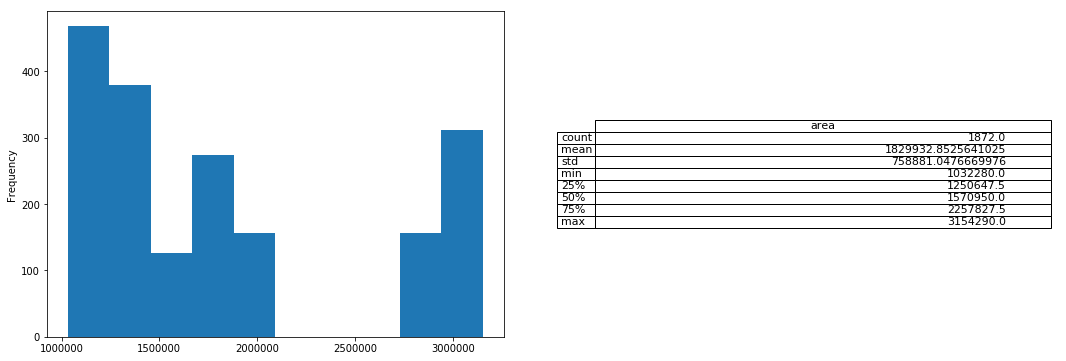 Frequency
400
300
200
100
0
1000000 1500000 2000000 2500000 3000000
area
count 1872.0
mean 1829932.8525641025
std 758881.0476669976
min 1032280.0
25% 1250647.5
50% 1570950.0
75% 2257827.5
max 3154290.0